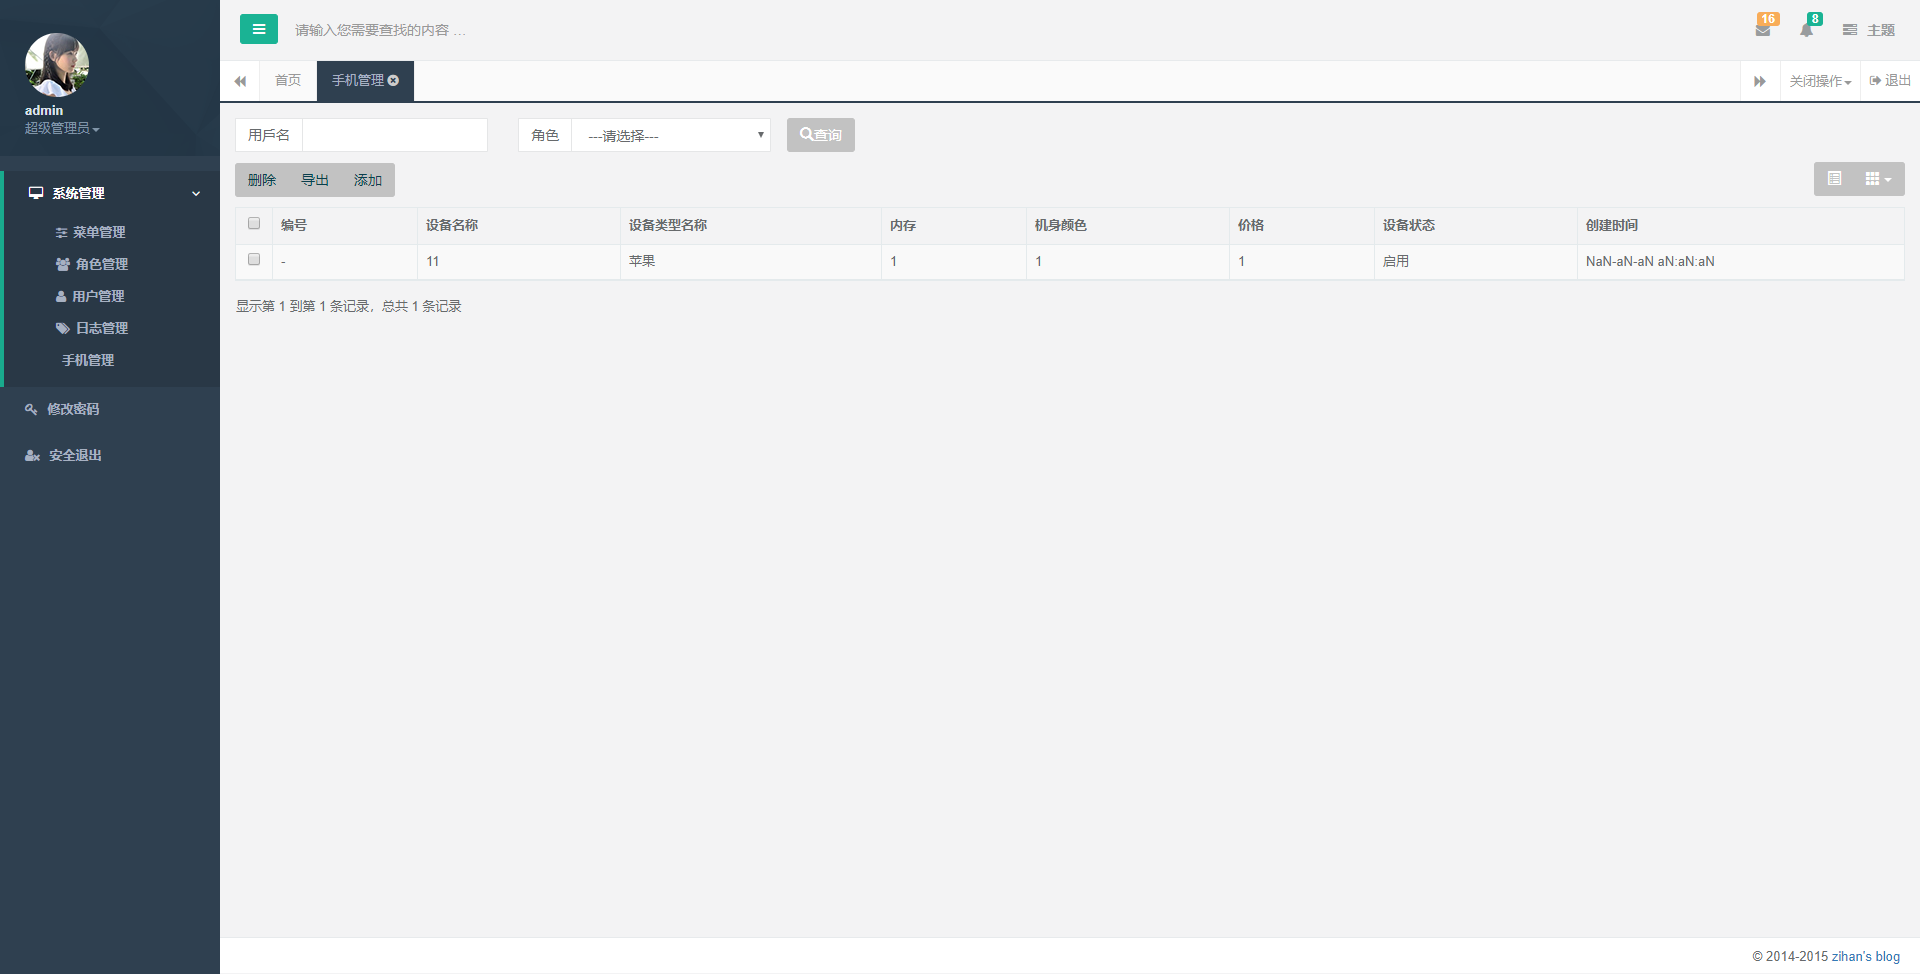 admin
超级管理员
系统管理
菜单管理
角色管理
用户管理
日志管理
手机管理
修改密码
安全退出
请输入您需要查找的内容 …
16
8
主题
首页
手机管理
关闭操作
退出
用戶名
角色
---请选择---
查询
删除 导出 添加
编号 设备名称 设备类型名称 内存 机身颜色 价格 设备状态 创建时间
- 11 苹果 1 1 1 启用 NaN-aN-aN aN:aN:aN
显示第 1 到第 1 条记录，总共 1 条记录
© 2014-2015 zihan's blog